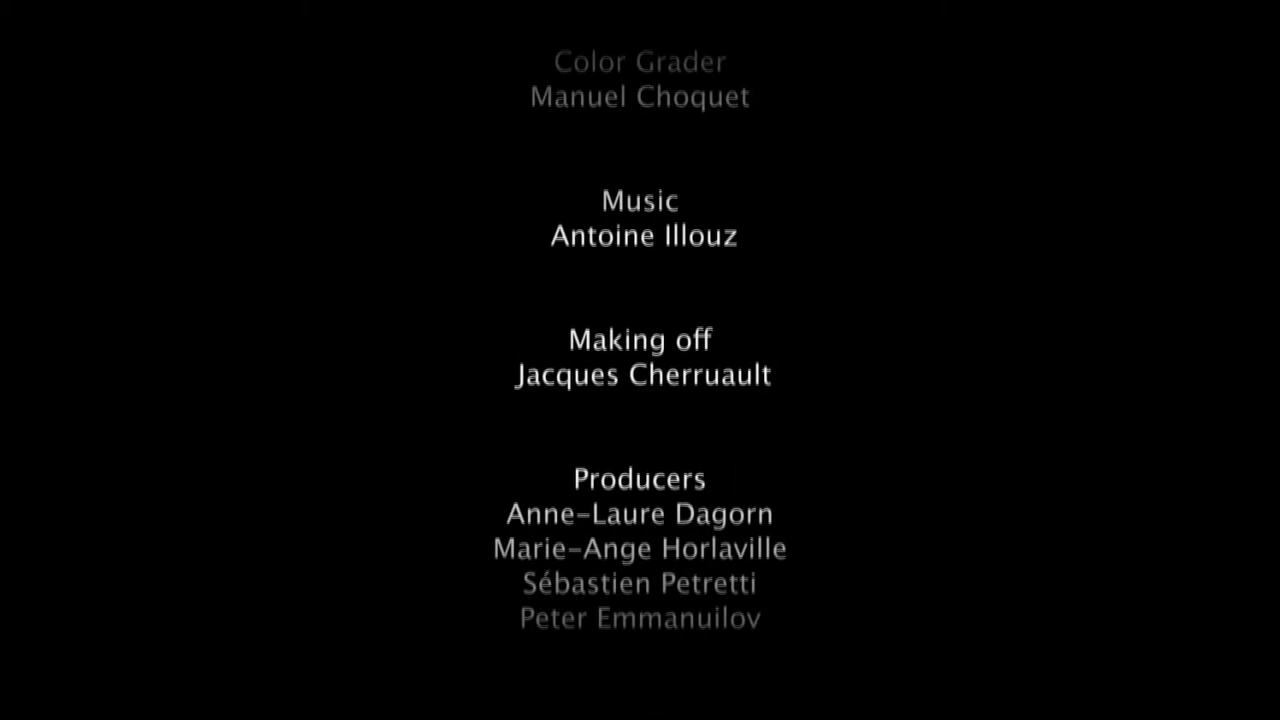 Color Grader
Manuel Choquet
Music
Antoine Illouz
Making off
Jacques Cherruault
Producers
Anne-Laure Dagorn
Marie-Ange Horlaville
Sébastien Petretti
Peter Emmanuilov